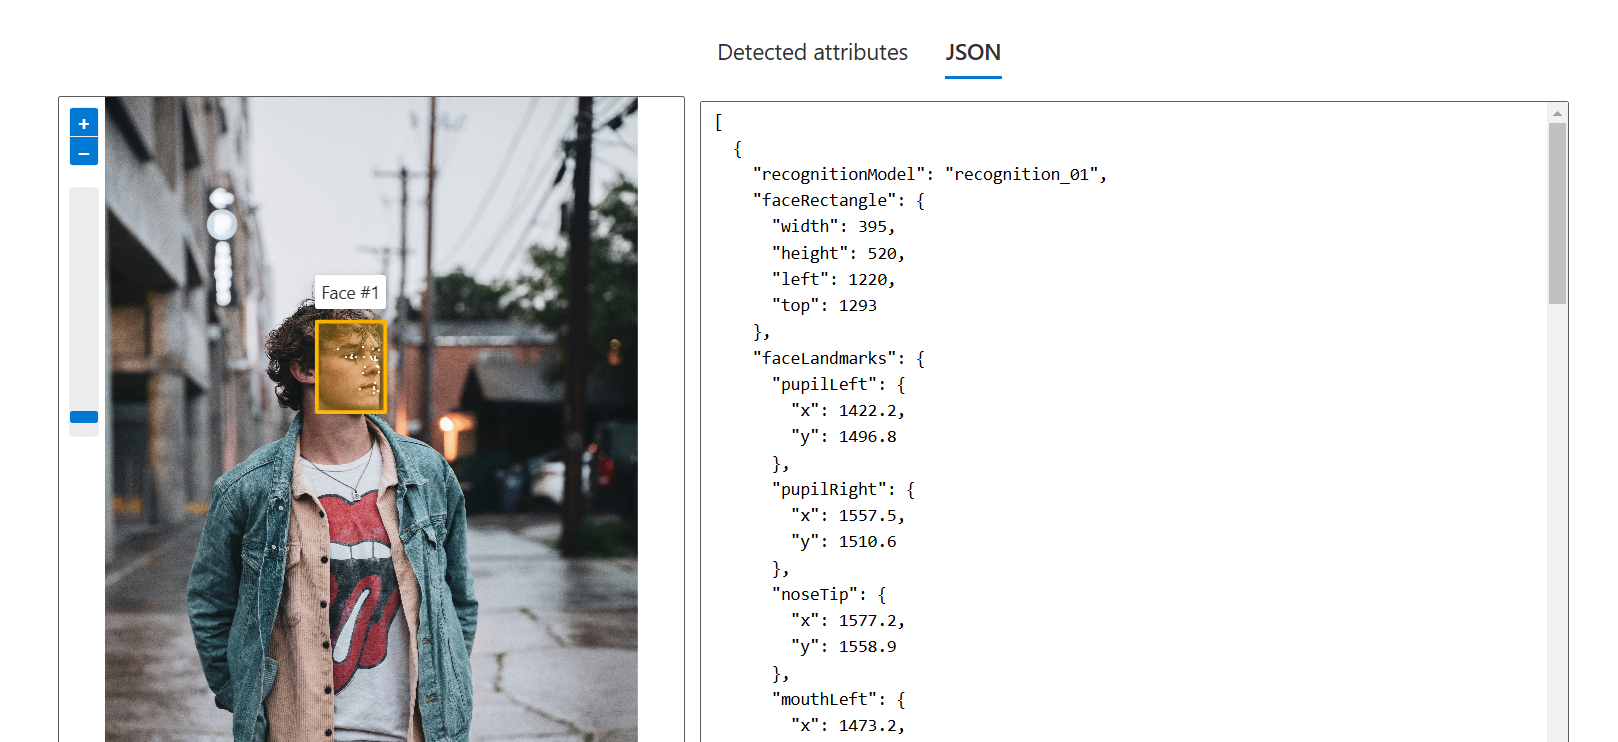 Detected attributes
JSON
+
–
Face #1
[
{
"recognitionModel": "recognition_01",
"faceRectangle": {
"width": 395,
"height": 520,
"left": 1220,
"top": 1293
},
"faceLandmarks": {
"pupilLeft": {
"x": 1422.2,
"y": 1496.8
},
"pupilRight": {
"x": 1557.5,
"y": 1510.6
},
"noseTip": {
"x": 1577.2,
"y": 1558.9
},
"mouthLeft": {
"x": 1473.2,